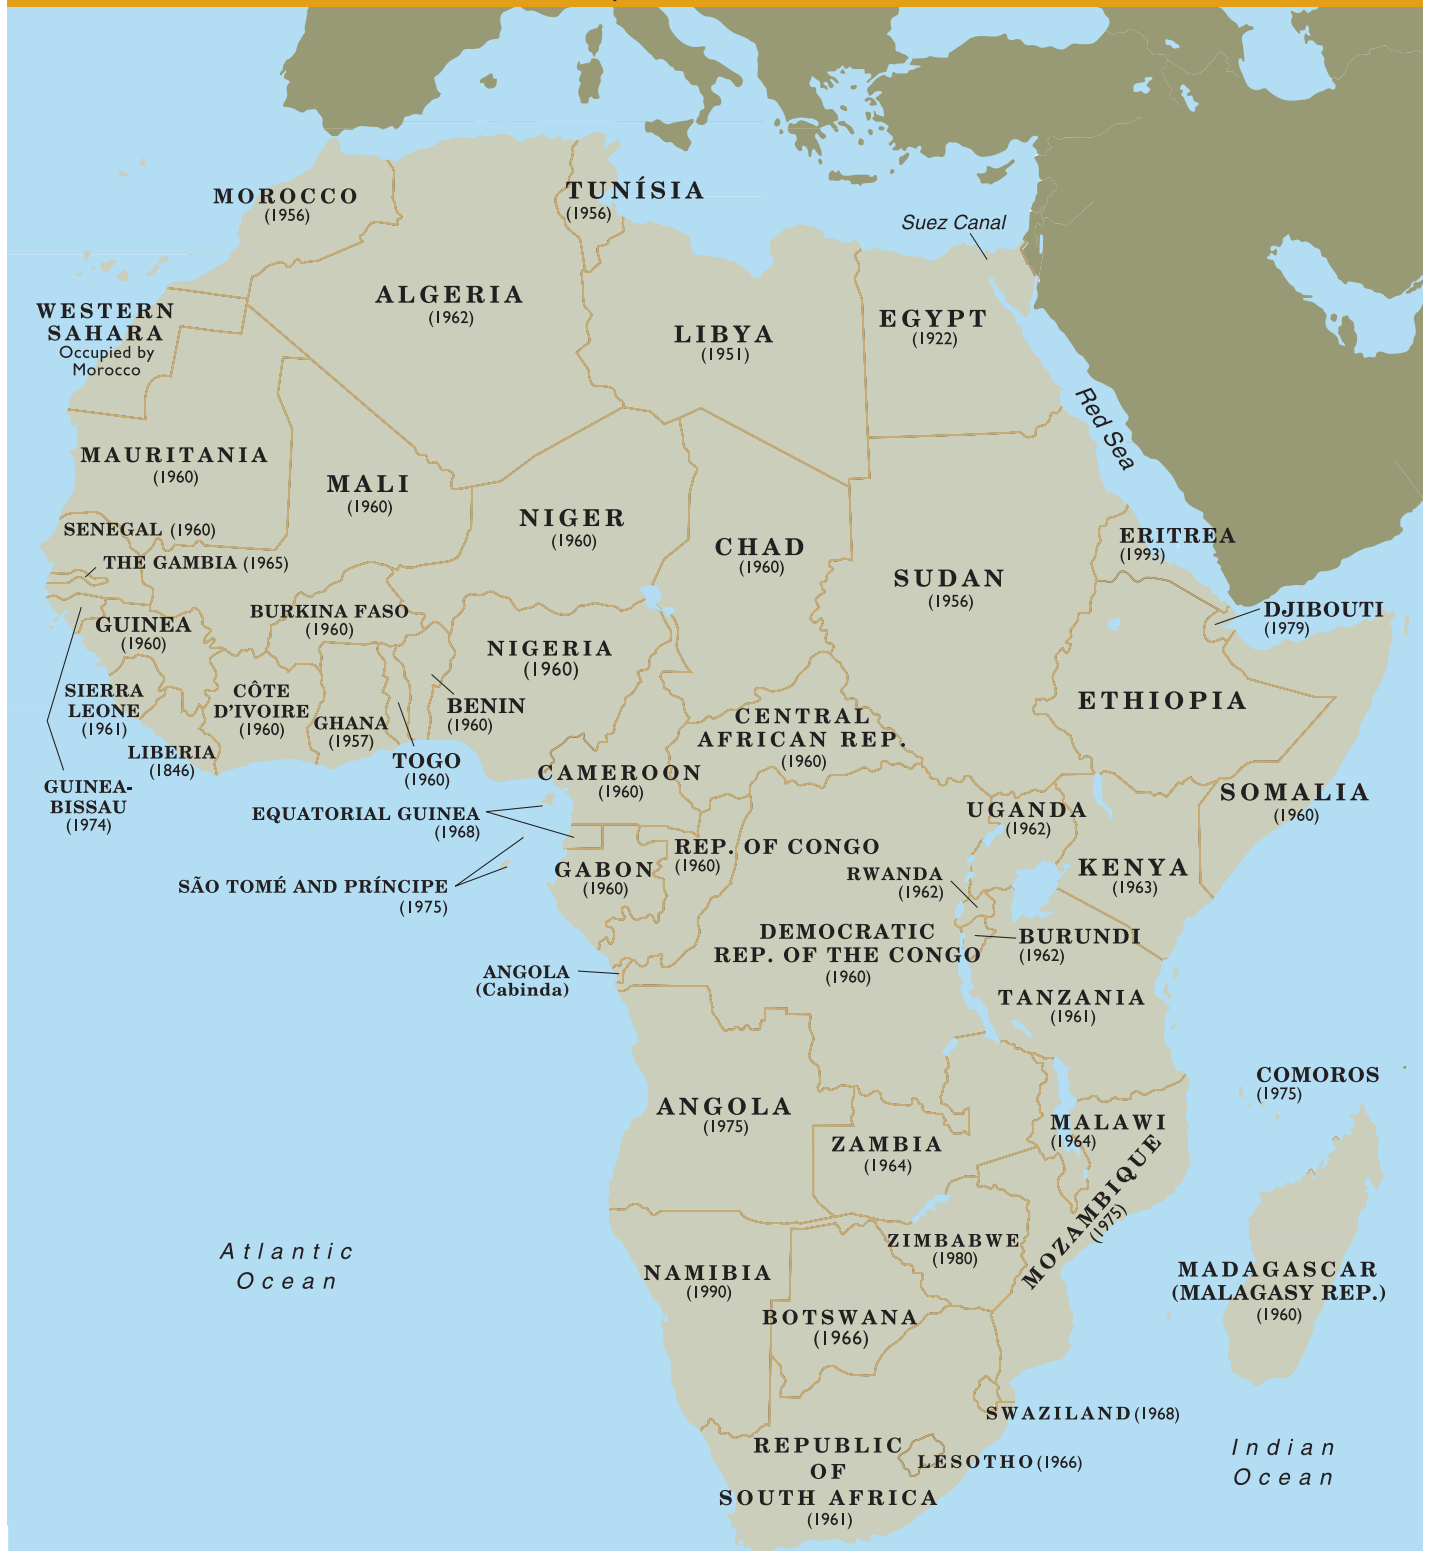 MOROCCO
(1956)
TUNÍSIA
(1956)
Suez Canal
ALGERIA
(1962)
WESTERN
SAHARA
Occupied by
Morocco
LIBYA
(1951)
EGYPT
(1922)
Red Sea
MAURITANIA
(1960)
MALI
(1960)
NIGER
(1960)
CHAD
(1960)
SUDAN
(1956)
ERITREA
(1993)
SENEGAL (1960)
THE GAMBIA (1965)
BURKINA FASO
(1960)
GUINEA
(1960)
DJIBOUTI
(1979)
NIGERIA
(1960)
SIERRA
LEONE
(1961)
CÔTE
D'IVOIRE
(1960)
GHANA
(1957)
BENIN
(1960)
ETHIOPIA
CENTRAL
AFRICAN REP.
(1960)
LIBERIA
(1846)
TOGO
(1960)
GUINEA-
BISSAU
(1974)
CAMEROON
(1960)
EQUATORIAL GUINEA
(1968)
UGANDA
(1962)
SOMALIA
(1960)
REP. OF CONGO
(1960)
GABON
(1960)
KENYA
(1963)
RWANDA
(1962)
SÃO TOMÉ AND PRÍNCIPE
(1975)
DEMOCRATIC
REP. OF THE CONGO
(1960)
BURUNDI
(1962)
ANGOLA
(Cabinda)
TANZANIA
(1961)
COMOROS
(1975)
ANGOLA
(1975)
MALAWI
(1964)
ZAMBIA
(1964)
MOZAMBIQUE
(1975)
ZIMBABWE
(1980)
Atlantic
Ocean
NAMIBIA
(1990)
MADAGASCAR
(MALAGASY REP.)
(1960)
BOTSWANA
(1966)
SWAZILAND (1968)
REPUBLIC
OF
SOUTH AFRICA
(1961)
LESOTHO (1966)
Indian
Ocean